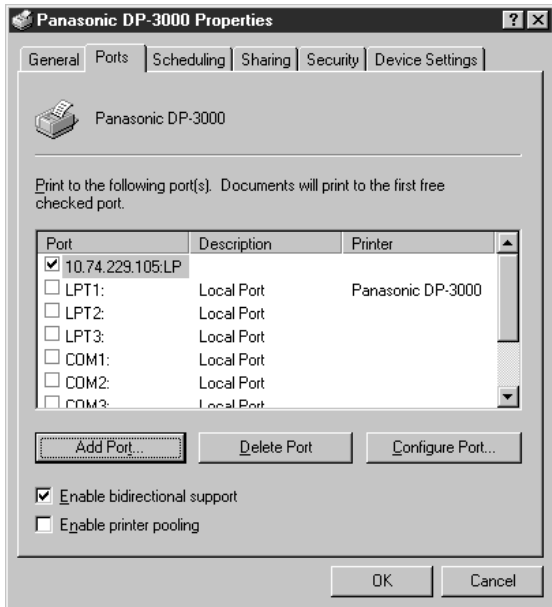 Panasonic DP-3000 Properties
General Ports Scheduling Sharing Security Device Settings
Panasonic DP-3000
Print to the following port(s). Documents will print to the first free
checked port.
Port Description Printer
10.74.229.105:LP
LPT1: Local Port Panasonic DP-3000
LPT2: Local Port
LPT3: Local Port
COM1: Local Port
COM2: Local Port
COM3: Local Port
Add Port... Delete Port Configure Port...
Enable bidirectional support
Enable printer pooling
OK Cancel